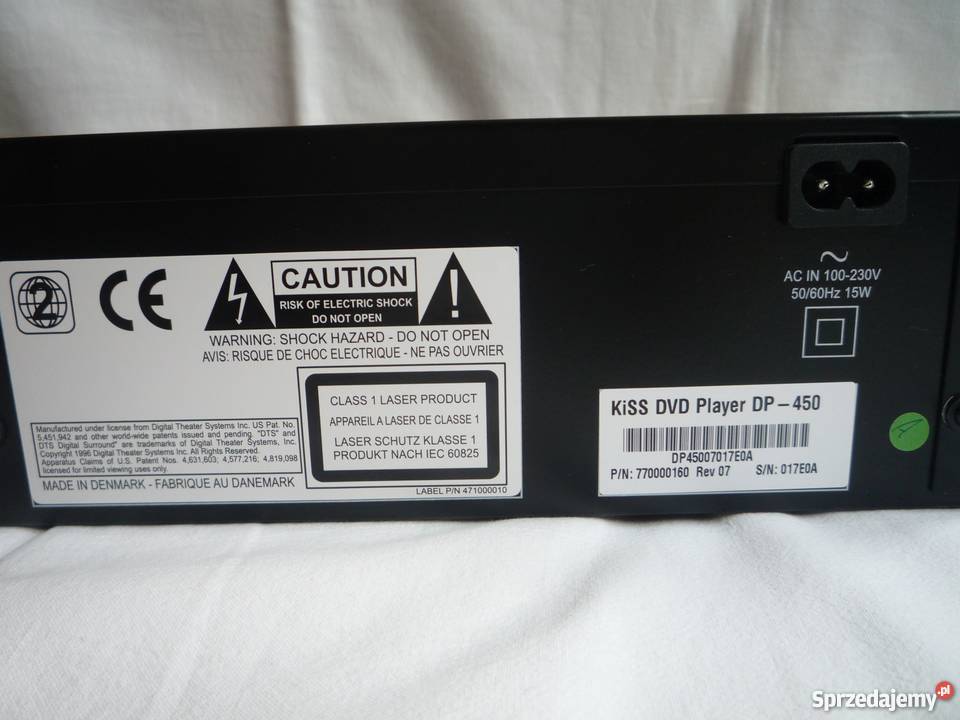 2
CE
CAUTION
RISK OF ELECTRIC SHOCK
DO NOT OPEN
!
WARNING: SHOCK HAZARD - DO NOT OPEN
AVIS: RISQUE DE CHOC ELECTRIQUE - NE PAS OUVRIR
CLASS 1 LASER PRODUCT
APPAREIL A LASER DE CLASSE 1
LASER SCHUTZ KLASSE 1
PRODUKT NACH IEC 60825
Manufactured under license from Digital Theater Systems, Inc. US Pat. No.
5,451,942 and other world-wide patents issued and pending. "DTS" and
DTS Digital Surround" are trademarks of Digital Theater Systems, Inc.
Copyright 1996 Digital Theater Systems, Inc. All Rights Reserved.
Apparatus Claims of U.S. Patent Nos. 4,631,603; 4,577,216; 4,819,098
licensed for limited viewing uses only.
MADE IN DENMARK - FABRIQUE AU DANEMARK
LABEL P/N 471000010
AC IN 100-230V
50/60Hz 15W
KiSS DVD Player DP-450
DP45007017E0A
P/N: 770000160 Rev 07 S/N: 017E0A
Sprzedajemy.pl